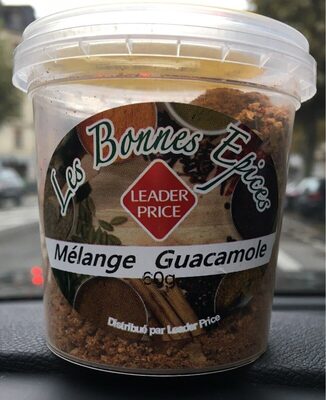 Les Bonnes Epices
LEADER
PRICE
Mélange Guacamole
60g
Distribué par Leader Price